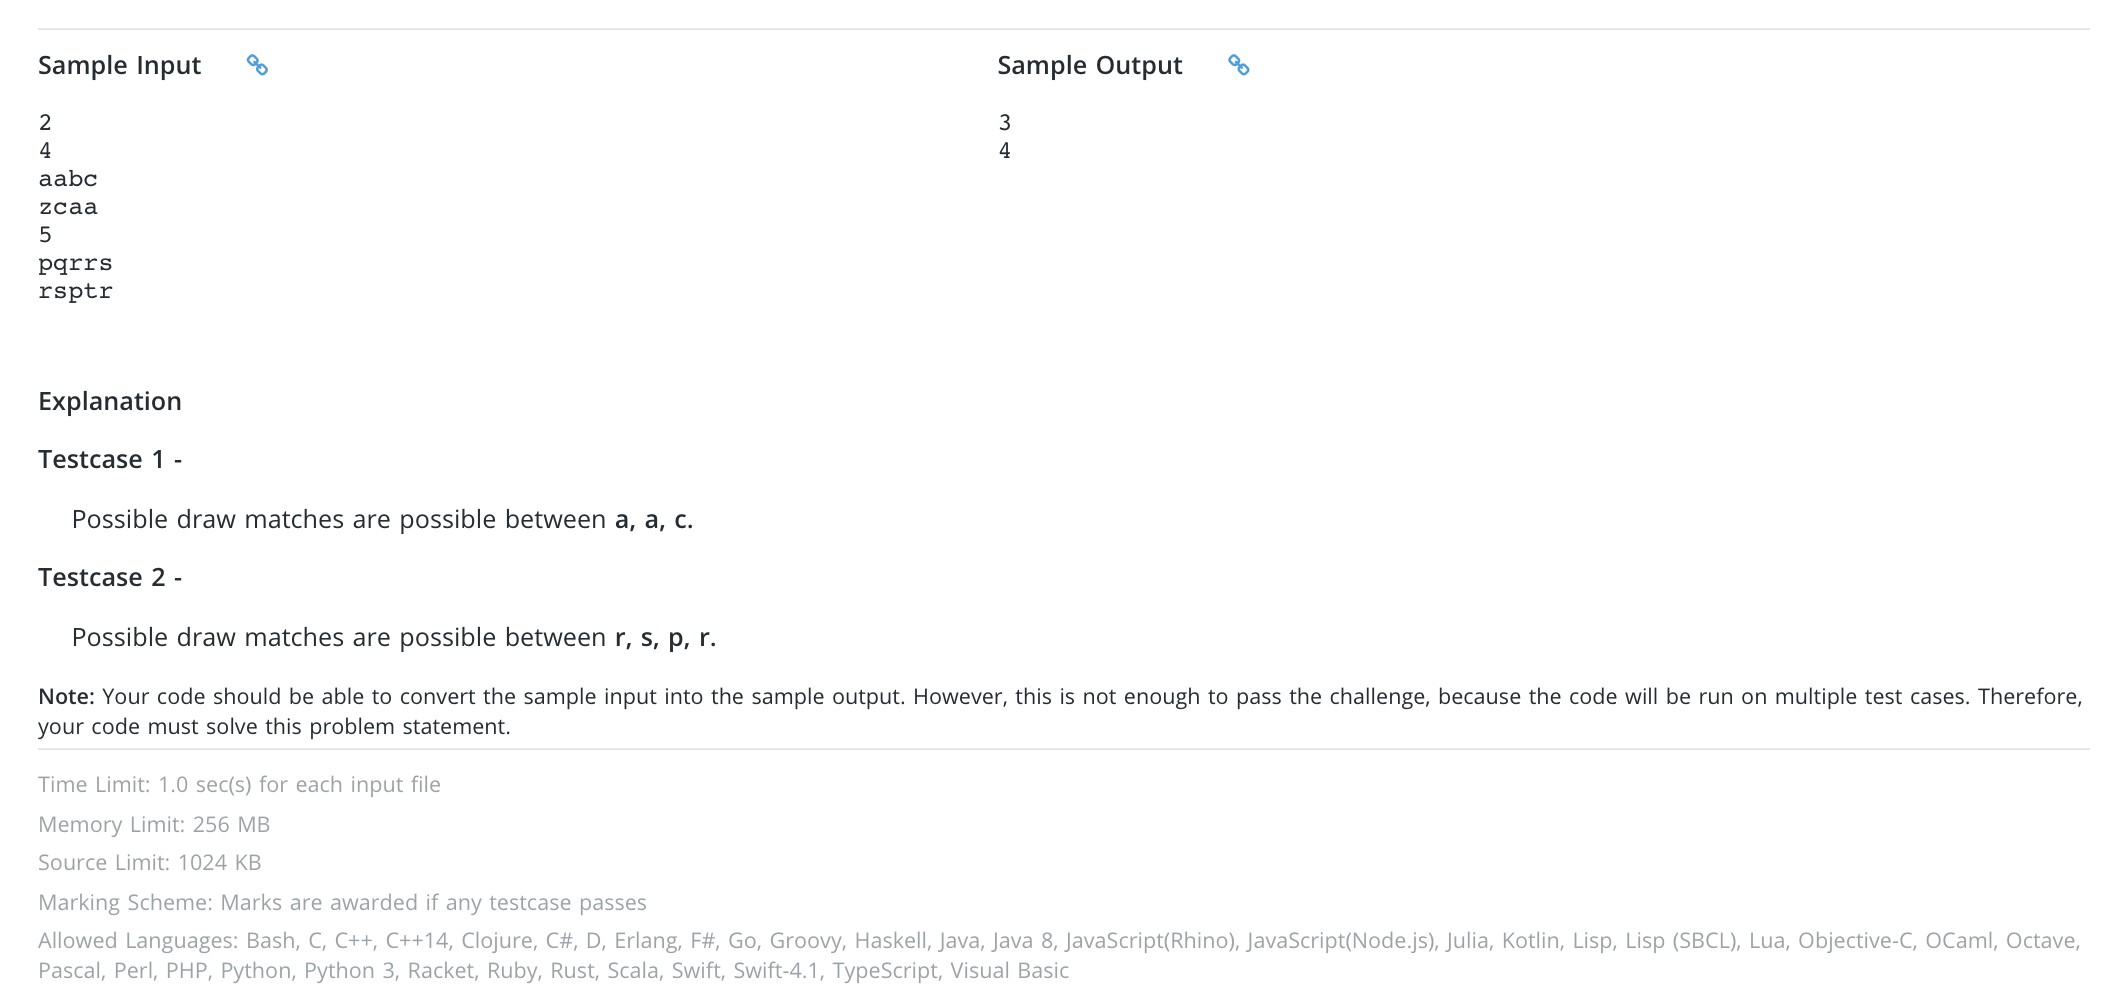 Sample Input
2
4
aabc
zcaa
5
pqrrs
rsptr
Sample Output
3
4
Explanation
Testcase 1 -
Possible draw matches are possible between a, a, c.
Testcase 2 -
Possible draw matches are possible between r, s, p, r.
Note: Your code should be able to convert the sample input into the sample output. However, this is not enough to pass the challenge, because the code will be run on multiple test cases. Therefore,
your code must solve this problem statement.
Time Limit: 1.0 sec(s) for each input file
Memory Limit: 256 MB
Source Limit: 1024 KB
Marking Scheme: Marks are awarded if any testcase passes
Allowed Languages: Bash, C, C++, C++14, Clojure, C#, D, Erlang, F#, Go, Groovy, Haskell, Java, Java 8, JavaScript(Rhino), JavaScript(Node.js), Julia, Kotlin, Lisp, Lisp (SBCL), Lua, Objective-C, OCaml, Octave,
Pascal, Perl, PHP, Python, Python 3, Racket, Ruby, Rust, Scala, Swift, Swift-4.1, TypeScript, Visual Basic